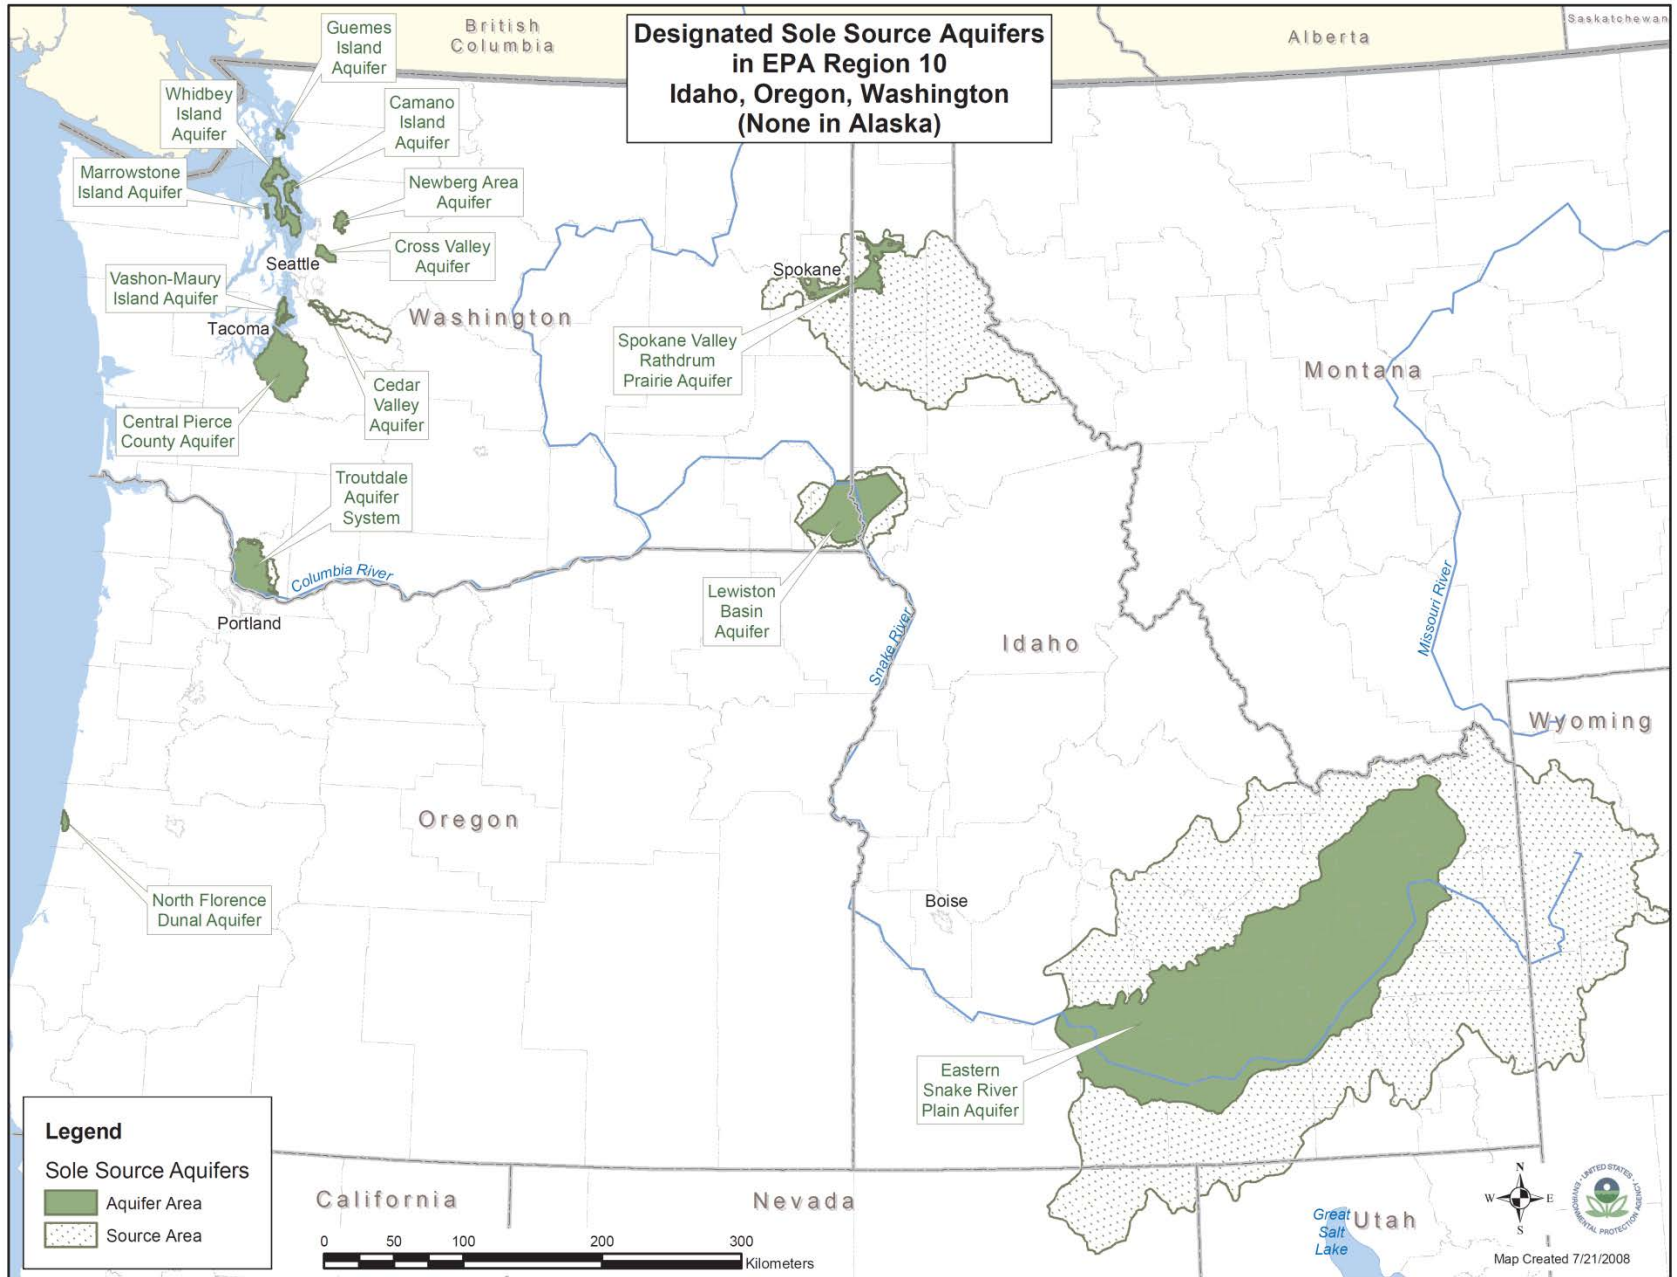 Designated Sole Source Aquifers
in EPA Region 10
Idaho, Oregon, Washington
(None in Alaska)
British
Columbia
Alberta
Saskatchewan
Guemes
Island
Aquifer
Whidbey
Island
Aquifer
Camano
Island
Aquifer
Marrowstone
Island Aquifer
Newberg Area
Aquifer
Cross Valley
Aquifer
Seattle
Vashon-Maury
Island Aquifer
Tacoma
Washington
Spokane
Spokane Valley
Rathdrum
Prairie Aquifer
Cedar
Valley
Aquifer
Central Pierce
County Aquifer
Montana
Troutdale
Aquifer
System
Columbia River
Portland
Lewiston
Basin
Aquifer
Snake River
Idaho
Missouri River
Wyoming
Oregon
North Florence
Dunal Aquifer
Boise
Eastern
Snake River
Plain Aquifer
Legend
Sole Source Aquifers
Aquifer Area
Source Area
California
Nevada
Utah
Great
Salt
Lake
0 50 100 200 300
Kilometers
N
W E
S
UNITED STATES
ENVIRONMENTAL PROTECTION AGENCY
Map Created 7/21/2008